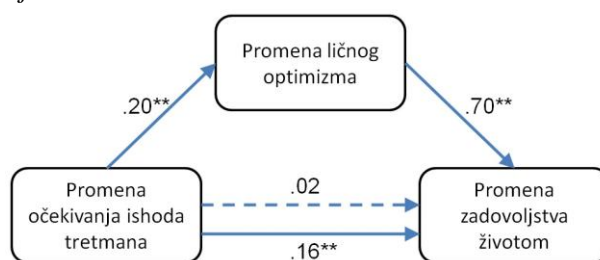 Promena ličnog
optimizma
.20**
.70**
Promena
očekivanja ishoda
tretmana
.02
.16**
Promena
zadovoljstva
životom